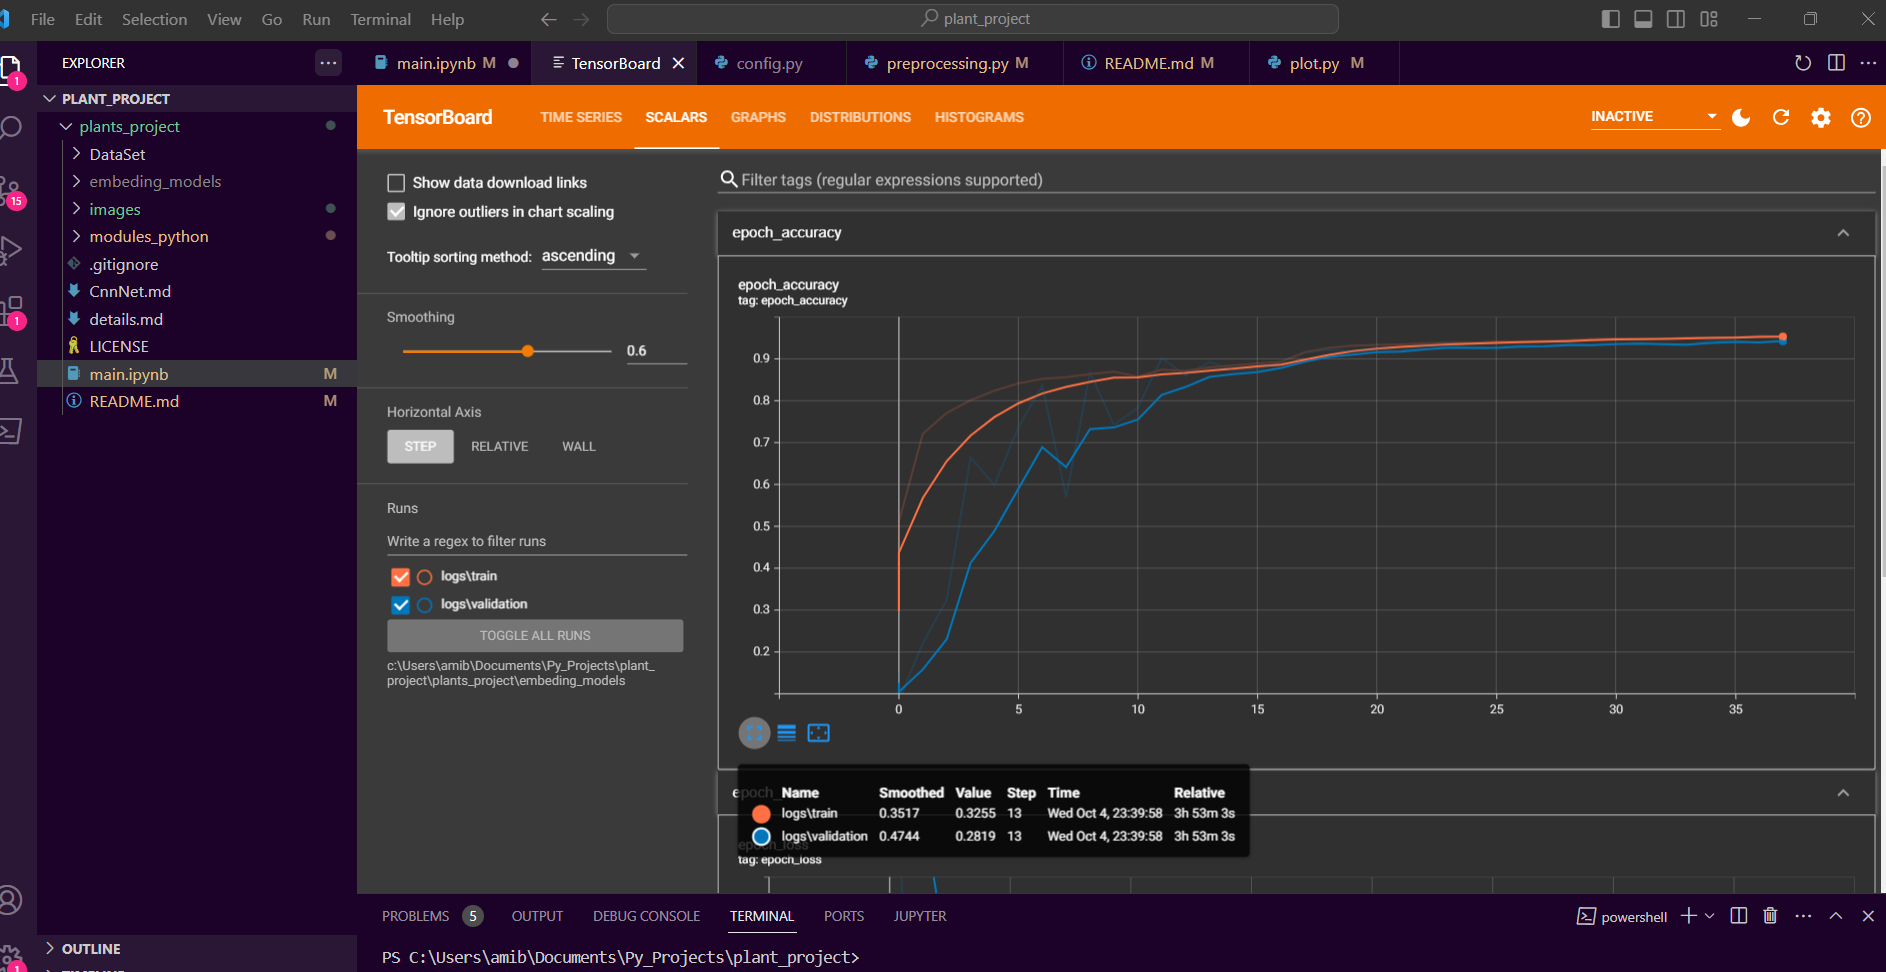 File Edit Selection View Go Run Terminal Help
plant_project
EXPLORER
main.ipynb M
TensorBoard
config.py
preprocessing.py M
README.md M
plot.py M
PLANT_PROJECT
plants_project
DataSet
embeding_models
images
modules_python
.gitignore
CnnNet.md
details.md
LICENSE
main.ipynb M
README.md M
OUTLINE
1
15
1
1
TensorBoard
TIME SERIES SCALARS GRAPHS DISTRIBUTIONS HISTOGRAMS
INACTIVE
Show data download links
Ignore outliers in chart scaling
Tooltip sorting method: ascending
Smoothing
0.6
Horizontal Axis
STEP RELATIVE WALL
Runs
Write a regex to filter runs
logs\train
logs\validation
TOGGLE ALL RUNS
c:\Users\amib\Documents\Py_Projects\plant_
project\plants_project\embeding_models
Filter tags (regular expressions supported)
epoch_accuracy
epoch_accuracy
tag: epoch_accuracy
0.9
0.8
0.7
0.6
0.5
0.4
0.3
0.2
0 5 10 15 20 25 30 35
Name Smoothed Value Step Time Relative
logs\train 0.3517 0.3255 13 Wed Oct 4, 23:39:58 3h 53m 3s
logs\validation 0.4744 0.2819 13 Wed Oct 4, 23:39:58 3h 53m 3s
epoch_loss
tag: epoch_loss
PROBLEMS 5 OUTPUT DEBUG CONSOLE TERMINAL PORTS JUPYTER
powershell
PS C:\Users\amib\Documents\Py_Projects\plant_project>